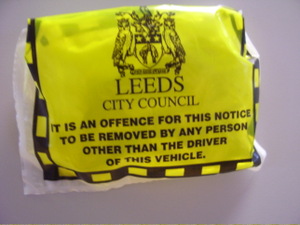 LEEDS
CITY COUNCIL
IT IS AN OFFENCE FOR THIS NOTICE
TO BE REMOVED BY ANY PERSON
OTHER THAN THE DRIVER
OF THIS VEHICLE.